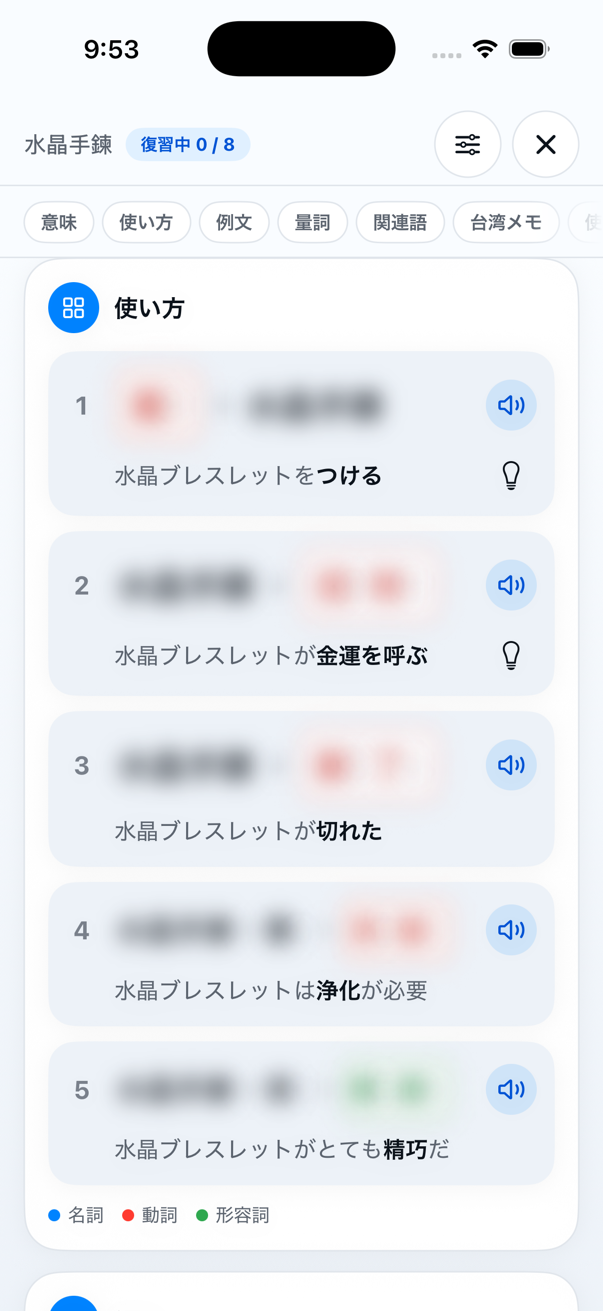 9:53
水晶手鍊 復習中 0 / 8
意味 使い方 例文 量詞 関連語 台湾メモ
使い方
1
水晶ブレスレットをつける
2
水晶ブレスレットが金運を呼ぶ
3
水晶ブレスレットが切れた
4
水晶ブレスレットは浄化が必要
5
水晶ブレスレットがとても精巧だ
名詞 動詞 形容詞